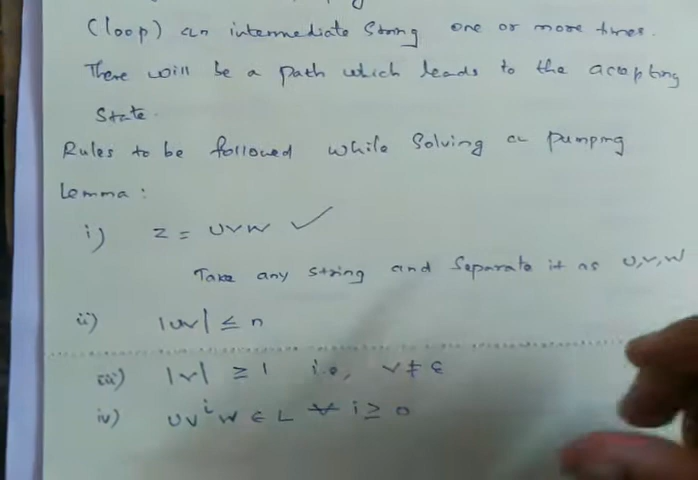 (loop) an intermediate string one or more times.
There will be a path which leads to the accepting
state.
Rules to be followed while solving a Pumping
Lemma :
i) z = uvw ✓
Take any string and separate it as u,v,w
ii) |uv| ≤ n
iii) |v| ≥ 1 i.e, v ≠ ε
iv) uvⁱw ∈ L ∀ i ≥ 0